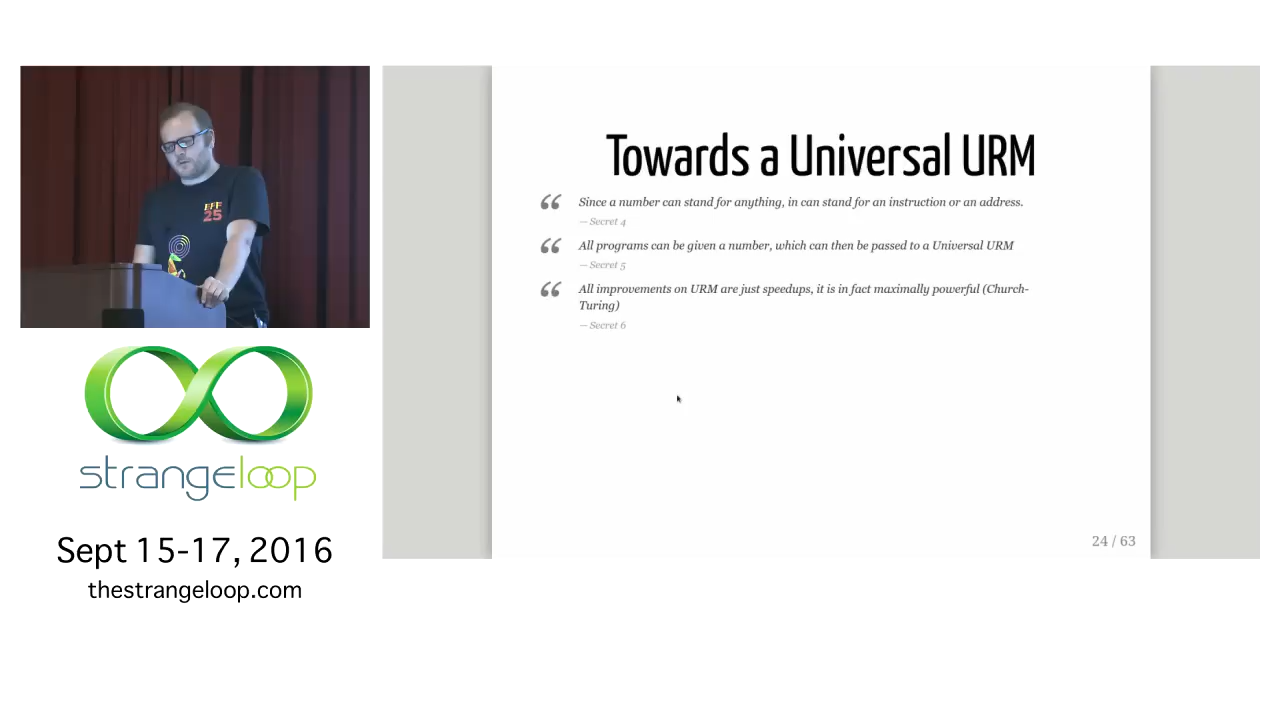 EFF
25
strangeloop
Sept 15-17, 2016
thestrangeloop.com
Towards a Universal URM
“ Since a number can stand for anything, in can stand for an instruction or an address.
— Secret 4
“ All programs can be given a number, which can then be passed to a Universal URM
— Secret 5
“ All improvements on URM are just speedups, it is in fact maximally powerful (Church-
Turing)
— Secret 6
24 / 63